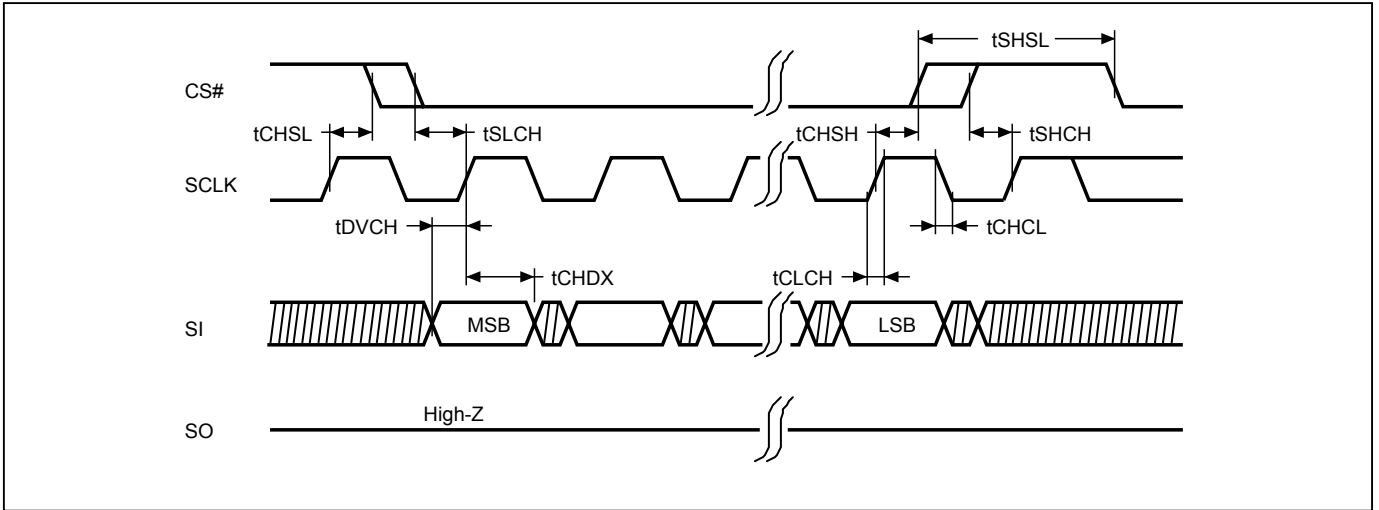 tSHSL
CS#
tCHSL tSLCH tCHSH tSHCH
SCLK
tDVCH tCHCL
tCHDX tCLCH
SI MSB LSB
High-Z
SO